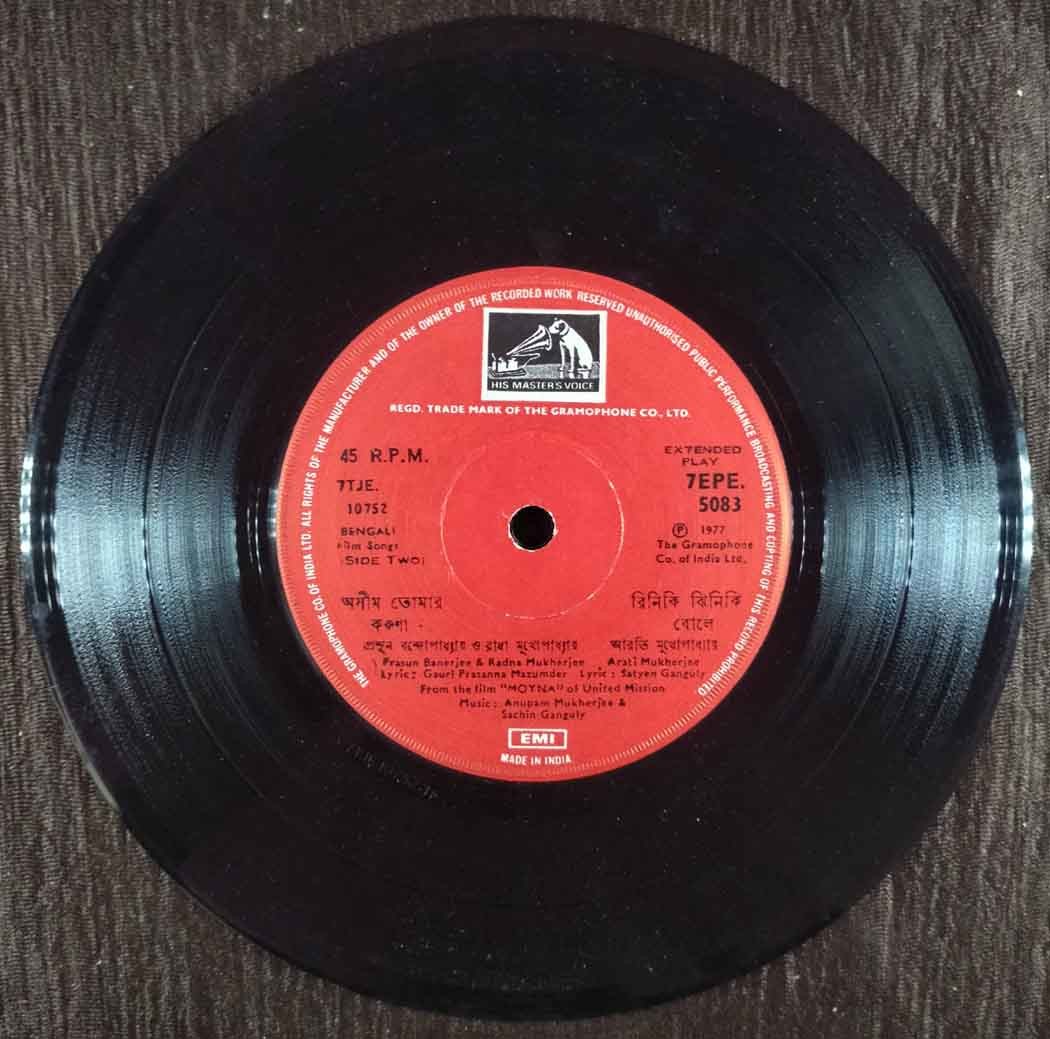 THE GRAMOPHONE CO OF INDIA LTD. ALL RIGHTS OF THE MANUFACTURER AND OF THE OWNER OF THE RECORDED WORK RESERVED UNAUTHORISED PUBLIC PERFORMANCE BROADCASTING AND COPYING OF THIS RECORD PROHIBITED
HIS MASTER'S VOICE
REGD. TRADE MARK OF THE GRAMOPHONE CO., LTD.
45 R.P.M.
7TJE.
10752
BENGALI
Film Songs
(SIDE TWO)
EXTENDED
PLAY
7EPE.
5083
℗ 1977
The Gramophone
Co. of India Ltd.
অসীম তোমার
করুণা -
রিনিকি ঝিনিকি
বোলে
প্রসূন বন্দোপাধ্যায় ও রাধা মুখোপাধ্যায় আরতি মুখোপাধ্যায়
Prasun Banerjee & Radha Mukherjee Arati Mukherjee
Lyric: Gauri Prasanna Mazumder Lyric: Satyen Ganguly
From the film "MOYNA" of United Mission
Music: Anupam Mukherjee &
Sachin Ganguly
EMI
MADE IN INDIA